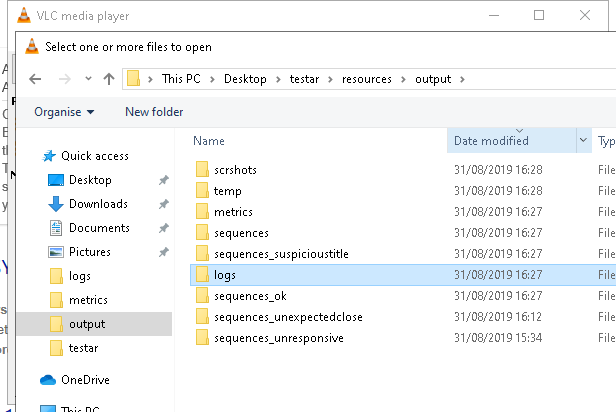 VLC media player
Select one or more files to open
This PC > Desktop > testar > resources > output >
Organise New folder
Name Date modified Typ
Quick access
Desktop
Downloads
Documents
Pictures
logs
metrics
output
testar
OneDrive
This PC
scrshots 31/08/2019 16:28 File
temp 31/08/2019 16:28 File
metrics 31/08/2019 16:27 File
sequences 31/08/2019 16:27 File
sequences_suspicioustitle 31/08/2019 16:27 File
logs 31/08/2019 16:27 File
sequences_ok 31/08/2019 16:27 File
sequences_unexpectedclose 31/08/2019 16:12 File
sequences_unresponsive 31/08/2019 15:34 File